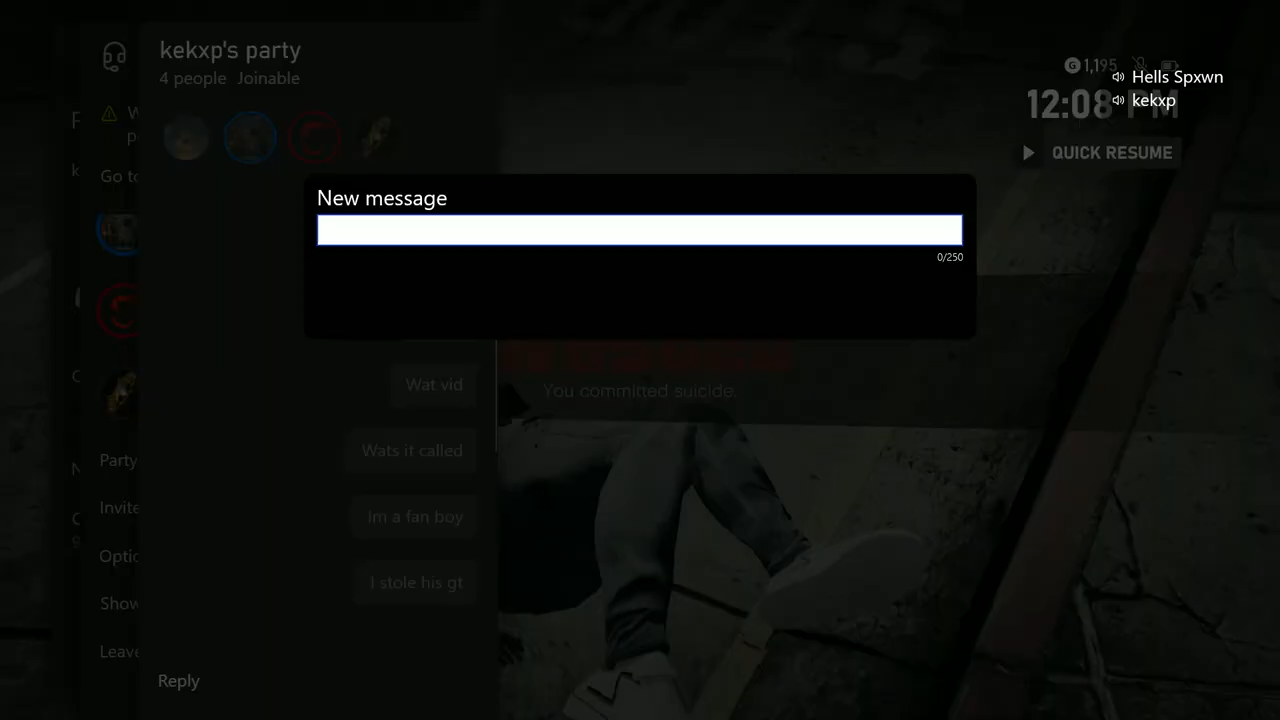 kekxp's party
4 people Joinable
1,195
Hells Spxwn
kekxp
12:08 PM
QUICK RESUME
Go to
New message
0/250
You committed suicide.
Wat vid
Wats it called
Im a fan boy
I stole his gt
Party
Invite
Optio
Show
Leave
Reply